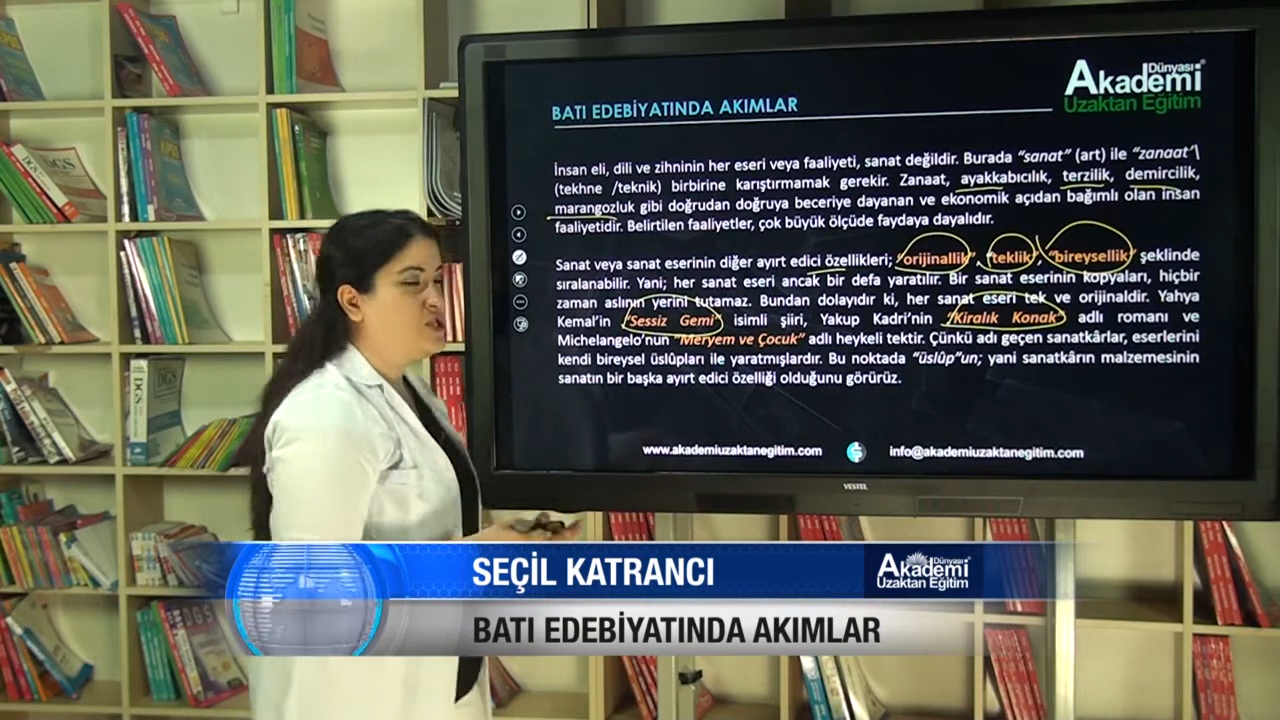 Dünyası
Akademi
Uzaktan Eğitim
BATI EDEBİYATINDA AKIMLAR
İnsan eli, dili ve zihninin her eseri veya faaliyeti, sanat değildir. Burada “sanat” (art) ile “zanaat’\
(tekhne /teknik) birbirine karıştırmamak gerekir. Zanaat, ayakkabıcılık, terzilik, demircilik,
marangozluk gibi doğrudan doğruya beceriye dayanan ve ekonomik açıdan bağımlı olan insan
faaliyetidir. Belirtilen faaliyetler, çok büyük ölçüde faydaya dayalıdır.
Sanat veya sanat eserinin diğer ayırt edici özellikleri; “orijinallik”, “teklik”, “bireysellik” şeklinde
sıralanabilir. Yani; her sanat eseri ancak bir defa yaratılır. Bir sanat eserinin kopyaları, hiçbir
zaman aslının yerini tutamaz. Bundan dolayıdır ki, her sanat eseri tek ve orijinaldir. Yahya
Kemal’in “Sessiz Gemi” isimli şiiri, Yakup Kadri’nin “Kiralık Konak” adlı romanı ve
Michelangelo’nun “Meryem ve Çocuk” adlı heykeli tektir. Çünkü adı geçen sanatkârlar, eserlerini
kendi bireysel üslûpları ile yaratmışlardır. Bu noktada “üslûp”un; yani sanatkârın malzemesinin
sanatın bir başka ayırt edici özelliği olduğunu görürüz.
www.akademiuzaktanegitim.com info@akademiuzaktanegitim.com
VESTEL
SEÇİL KATRANCI
Dünyası
Akademi
Uzaktan Eğitim
BATI EDEBİYATINDA AKIMLAR
DGS
DGS
DGS